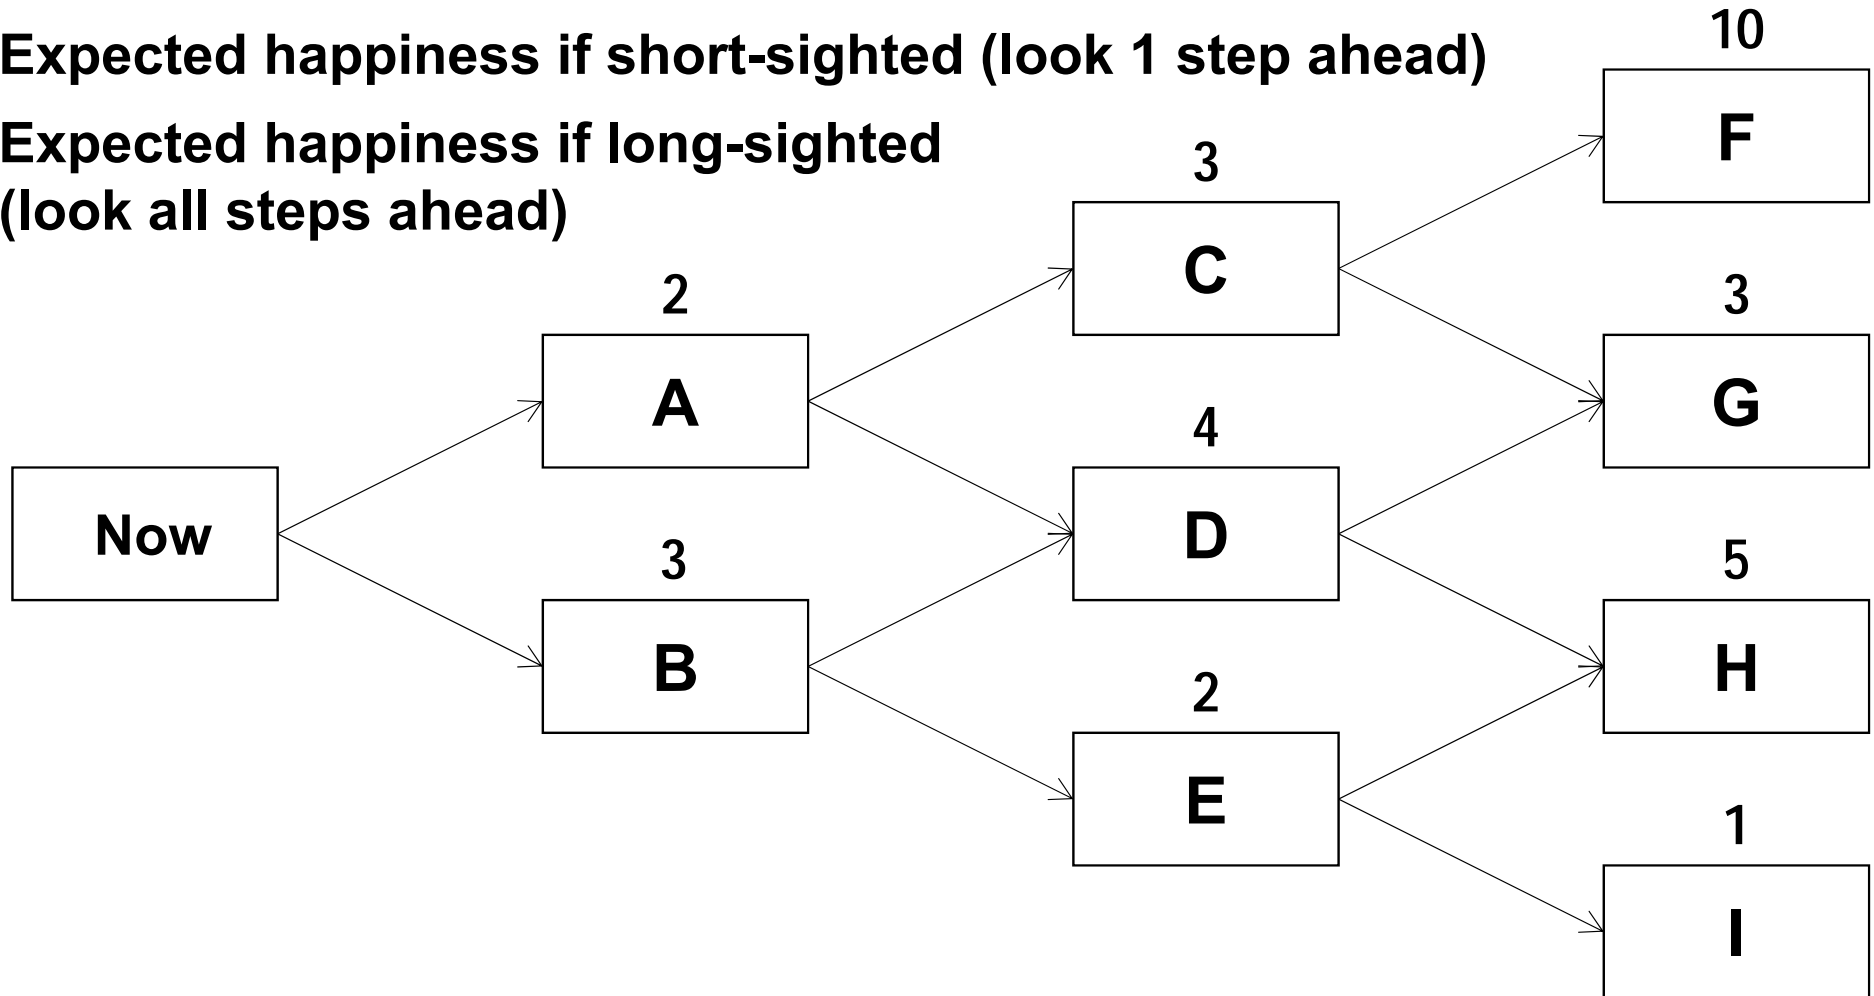 Expected happiness if short-sighted (look 1 step ahead)
Expected happiness if long-sighted
(look all steps ahead)
10
F
3
C
2
A
3
G
Now
4
D
3
B
5
H
2
E
1
I